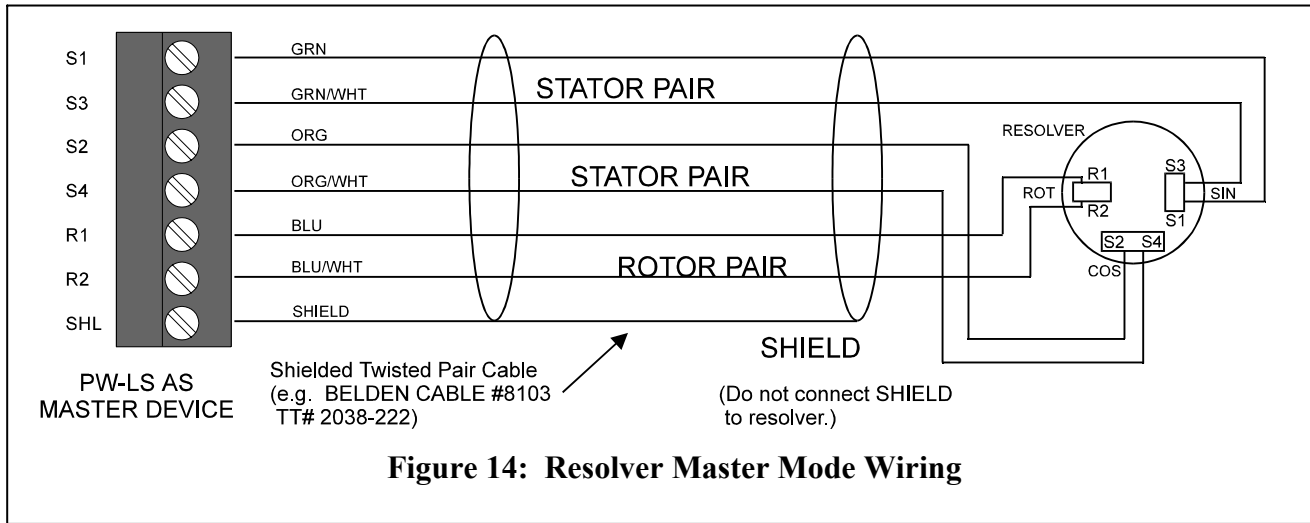 S1
GRN
S3
GRN/WHT
STATOR PAIR
S2
ORG
S4
ORG/WHT
STATOR PAIR
R1
BLU
R2
BLU/WHT
ROTOR PAIR
SHL
SHIELD
RESOLVER
R1
ROT
R2
S3
SIN
S1
S2 S4
COS
PW-LS AS
MASTER DEVICE
Shielded Twisted Pair Cable
(e.g. BELDEN CABLE #8103
TT# 2038-222)
SHIELD
(Do not connect SHIELD
to resolver.)
Figure 14: Resolver Master Mode Wiring